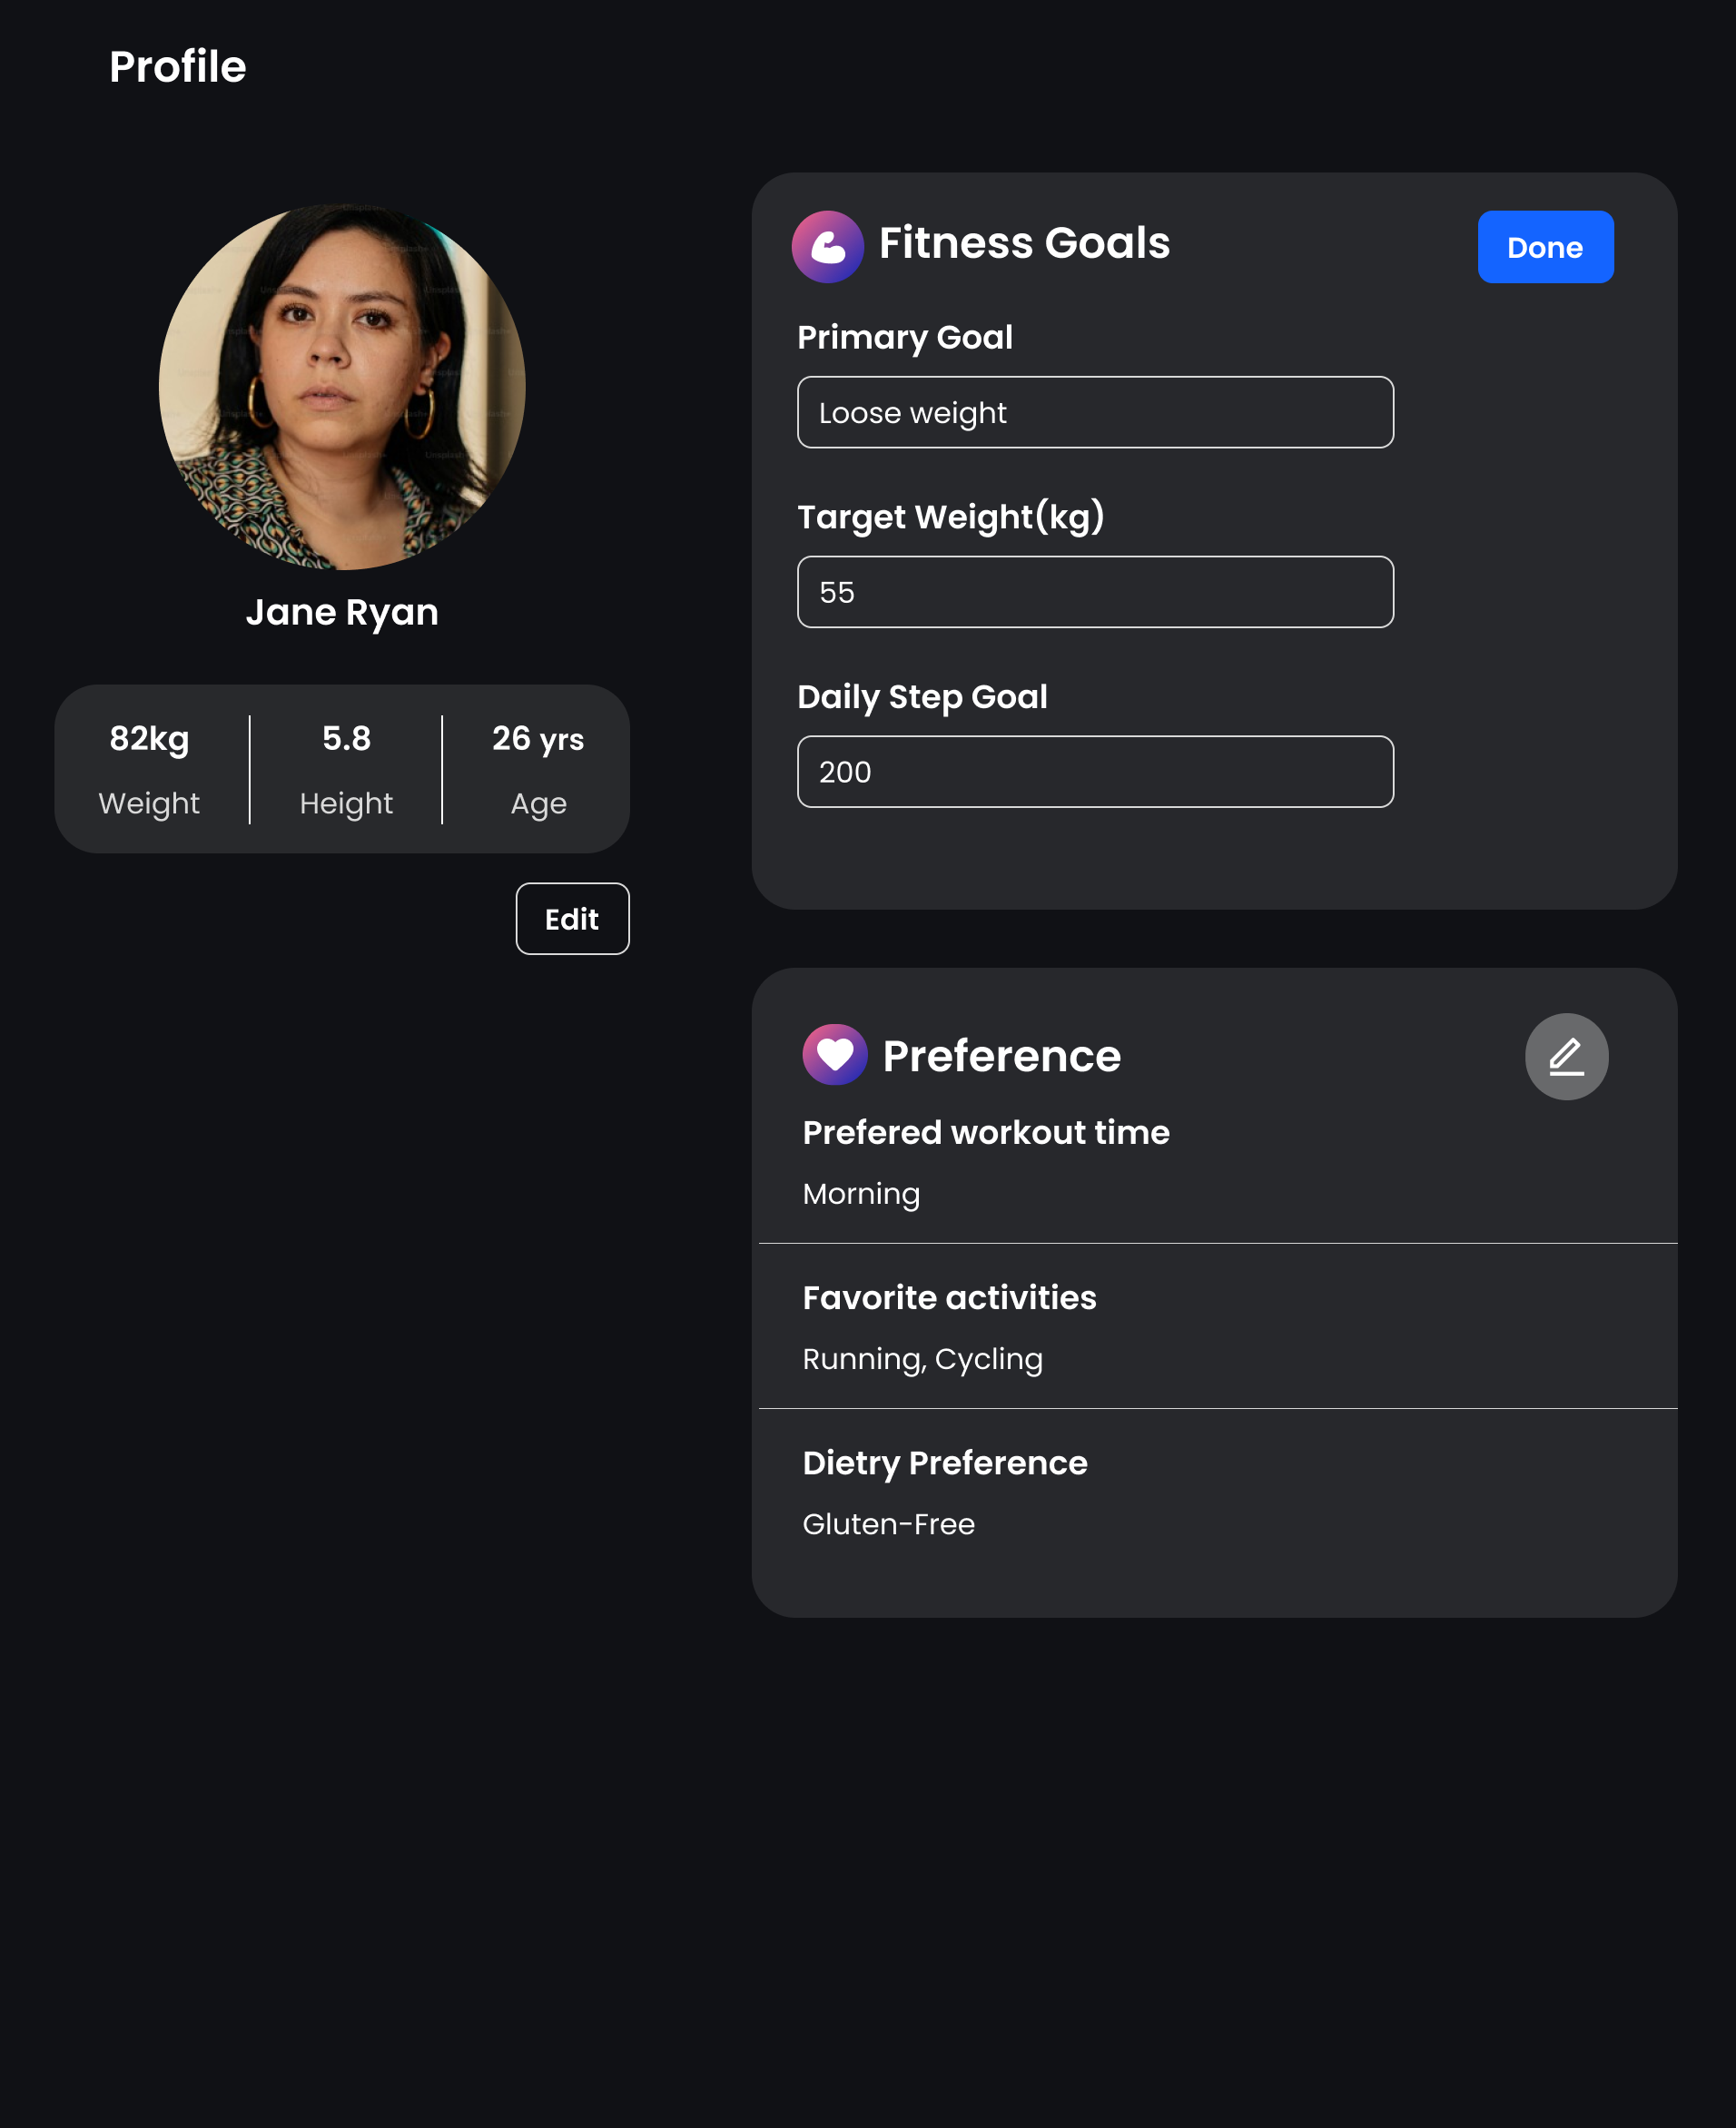 Profile
Jane Ryan
82kg
Weight
5.8
Height
26 yrs
Age
Edit
Fitness Goals
Done
Primary Goal
Loose weight
Target Weight(kg)
55
Daily Step Goal
200
Preference
Prefered workout time
Morning
Favorite activities
Running, Cycling
Dietry Preference
Gluten-Free